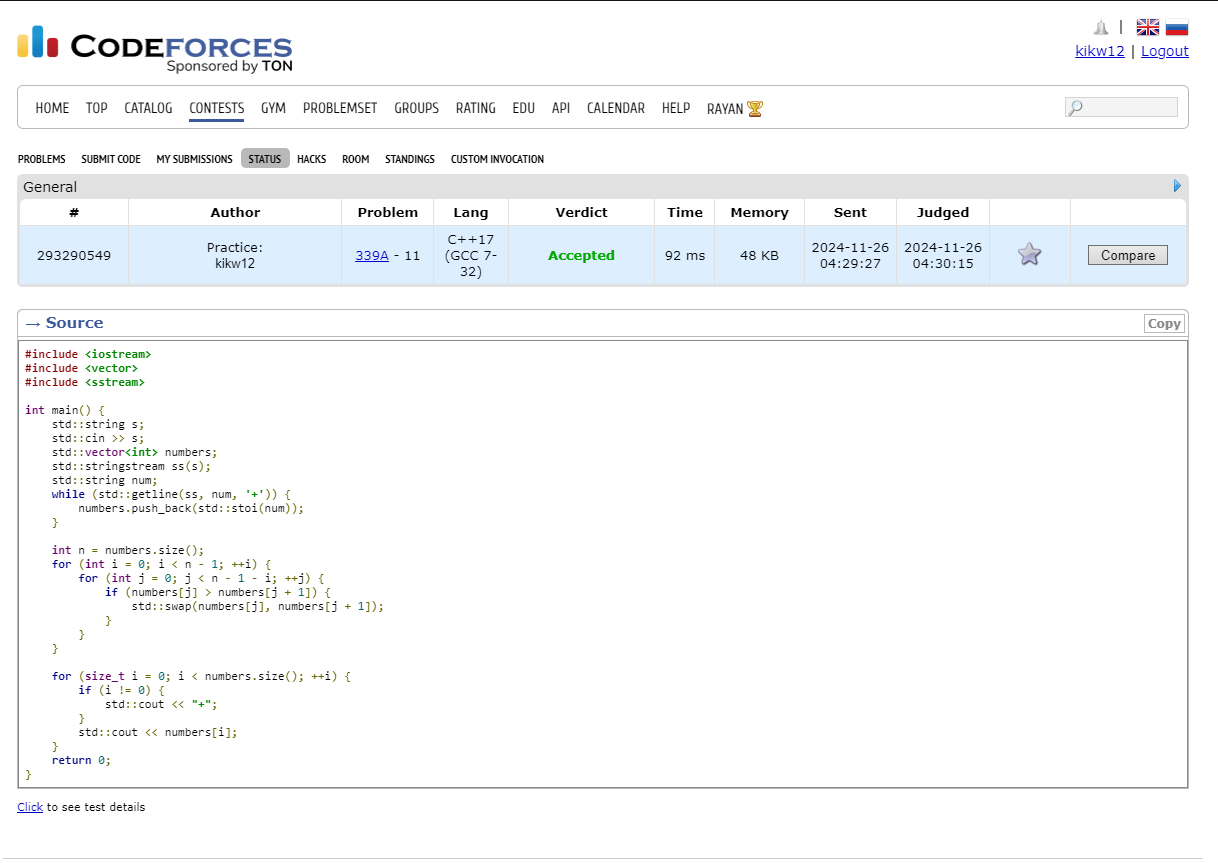 CODEFORCES
Sponsored by TON
|
kikw12 | Logout
HOME TOP CATALOG CONTESTS GYM PROBLEMSET GROUPS RATING EDU API CALENDAR HELP RAYAN
PROBLEMS SUBMIT CODE MY SUBMISSIONS STATUS HACKS ROOM STANDINGS CUSTOM INVOCATION
General
# Author Problem Lang Verdict Time Memory Sent Judged
293290549 Practice: kikw12 339A - 11 C++17 (GCC 7-32) Accepted 92 ms 48 KB 2024-11-26 04:29:27 2024-11-26 04:30:15 Compare
→ Source Copy
#include <iostream>
#include <vector>
#include <sstream>
int main() {
    std::string s;
    std::cin >> s;
    std::vector<int> numbers;
    std::stringstream ss(s);
    std::string num;
    while (std::getline(ss, num, '+')) {
        numbers.push_back(std::stoi(num));
    }
    int n = numbers.size();
    for (int i = 0; i < n - 1; ++i) {
        for (int j = 0; j < n - 1 - i; ++j) {
            if (numbers[j] > numbers[j + 1]) {
                std::swap(numbers[j], numbers[j + 1]);
            }
        }
    }
    for (size_t i = 0; i < numbers.size(); ++i) {
        if (i != 0) {
            std::cout << "+";
        }
        std::cout << numbers[i];
    }
    return 0;
}
Click to see test details